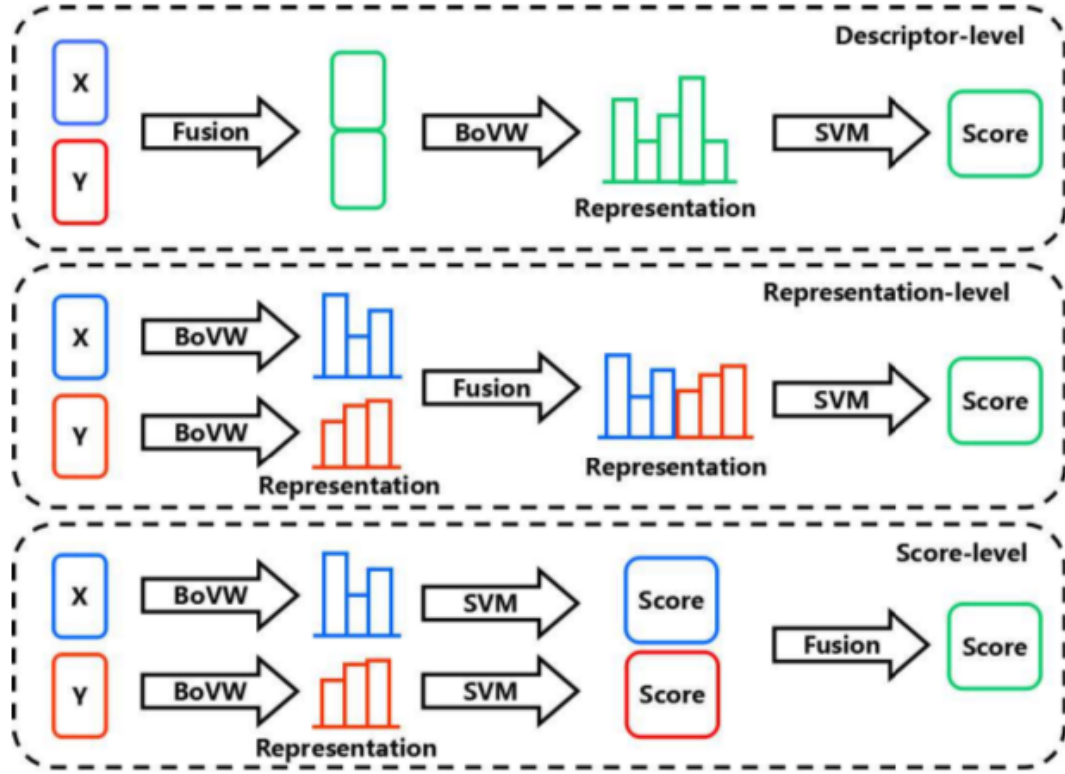 Descriptor-level
X
Fusion
BoVW
SVM
Score
Y
Representation
Representation-level
X
BoVW
Fusion
SVM
Score
Y
BoVW
Representation
Representation
Score-level
X
BoVW
SVM
Score
Fusion
Score
Y
BoVW
SVM
Score
Representation